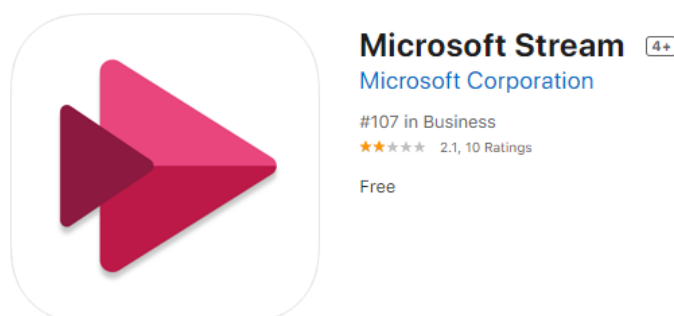 Microsoft Stream 4+
Microsoft Corporation
#107 in Business
2.1, 10 Ratings
Free